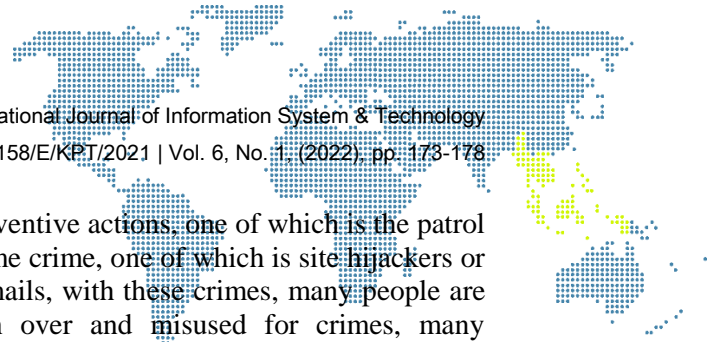 ational Journal of Information System & Technology
158/E/KPT/2021 | Vol. 6, No. 1, (2022), pp. 173-178
ventive actions, one of which is the patrol
ne crime, one of which is site hijackers or
nails, with these crimes, many people are
over and misused for crimes, many